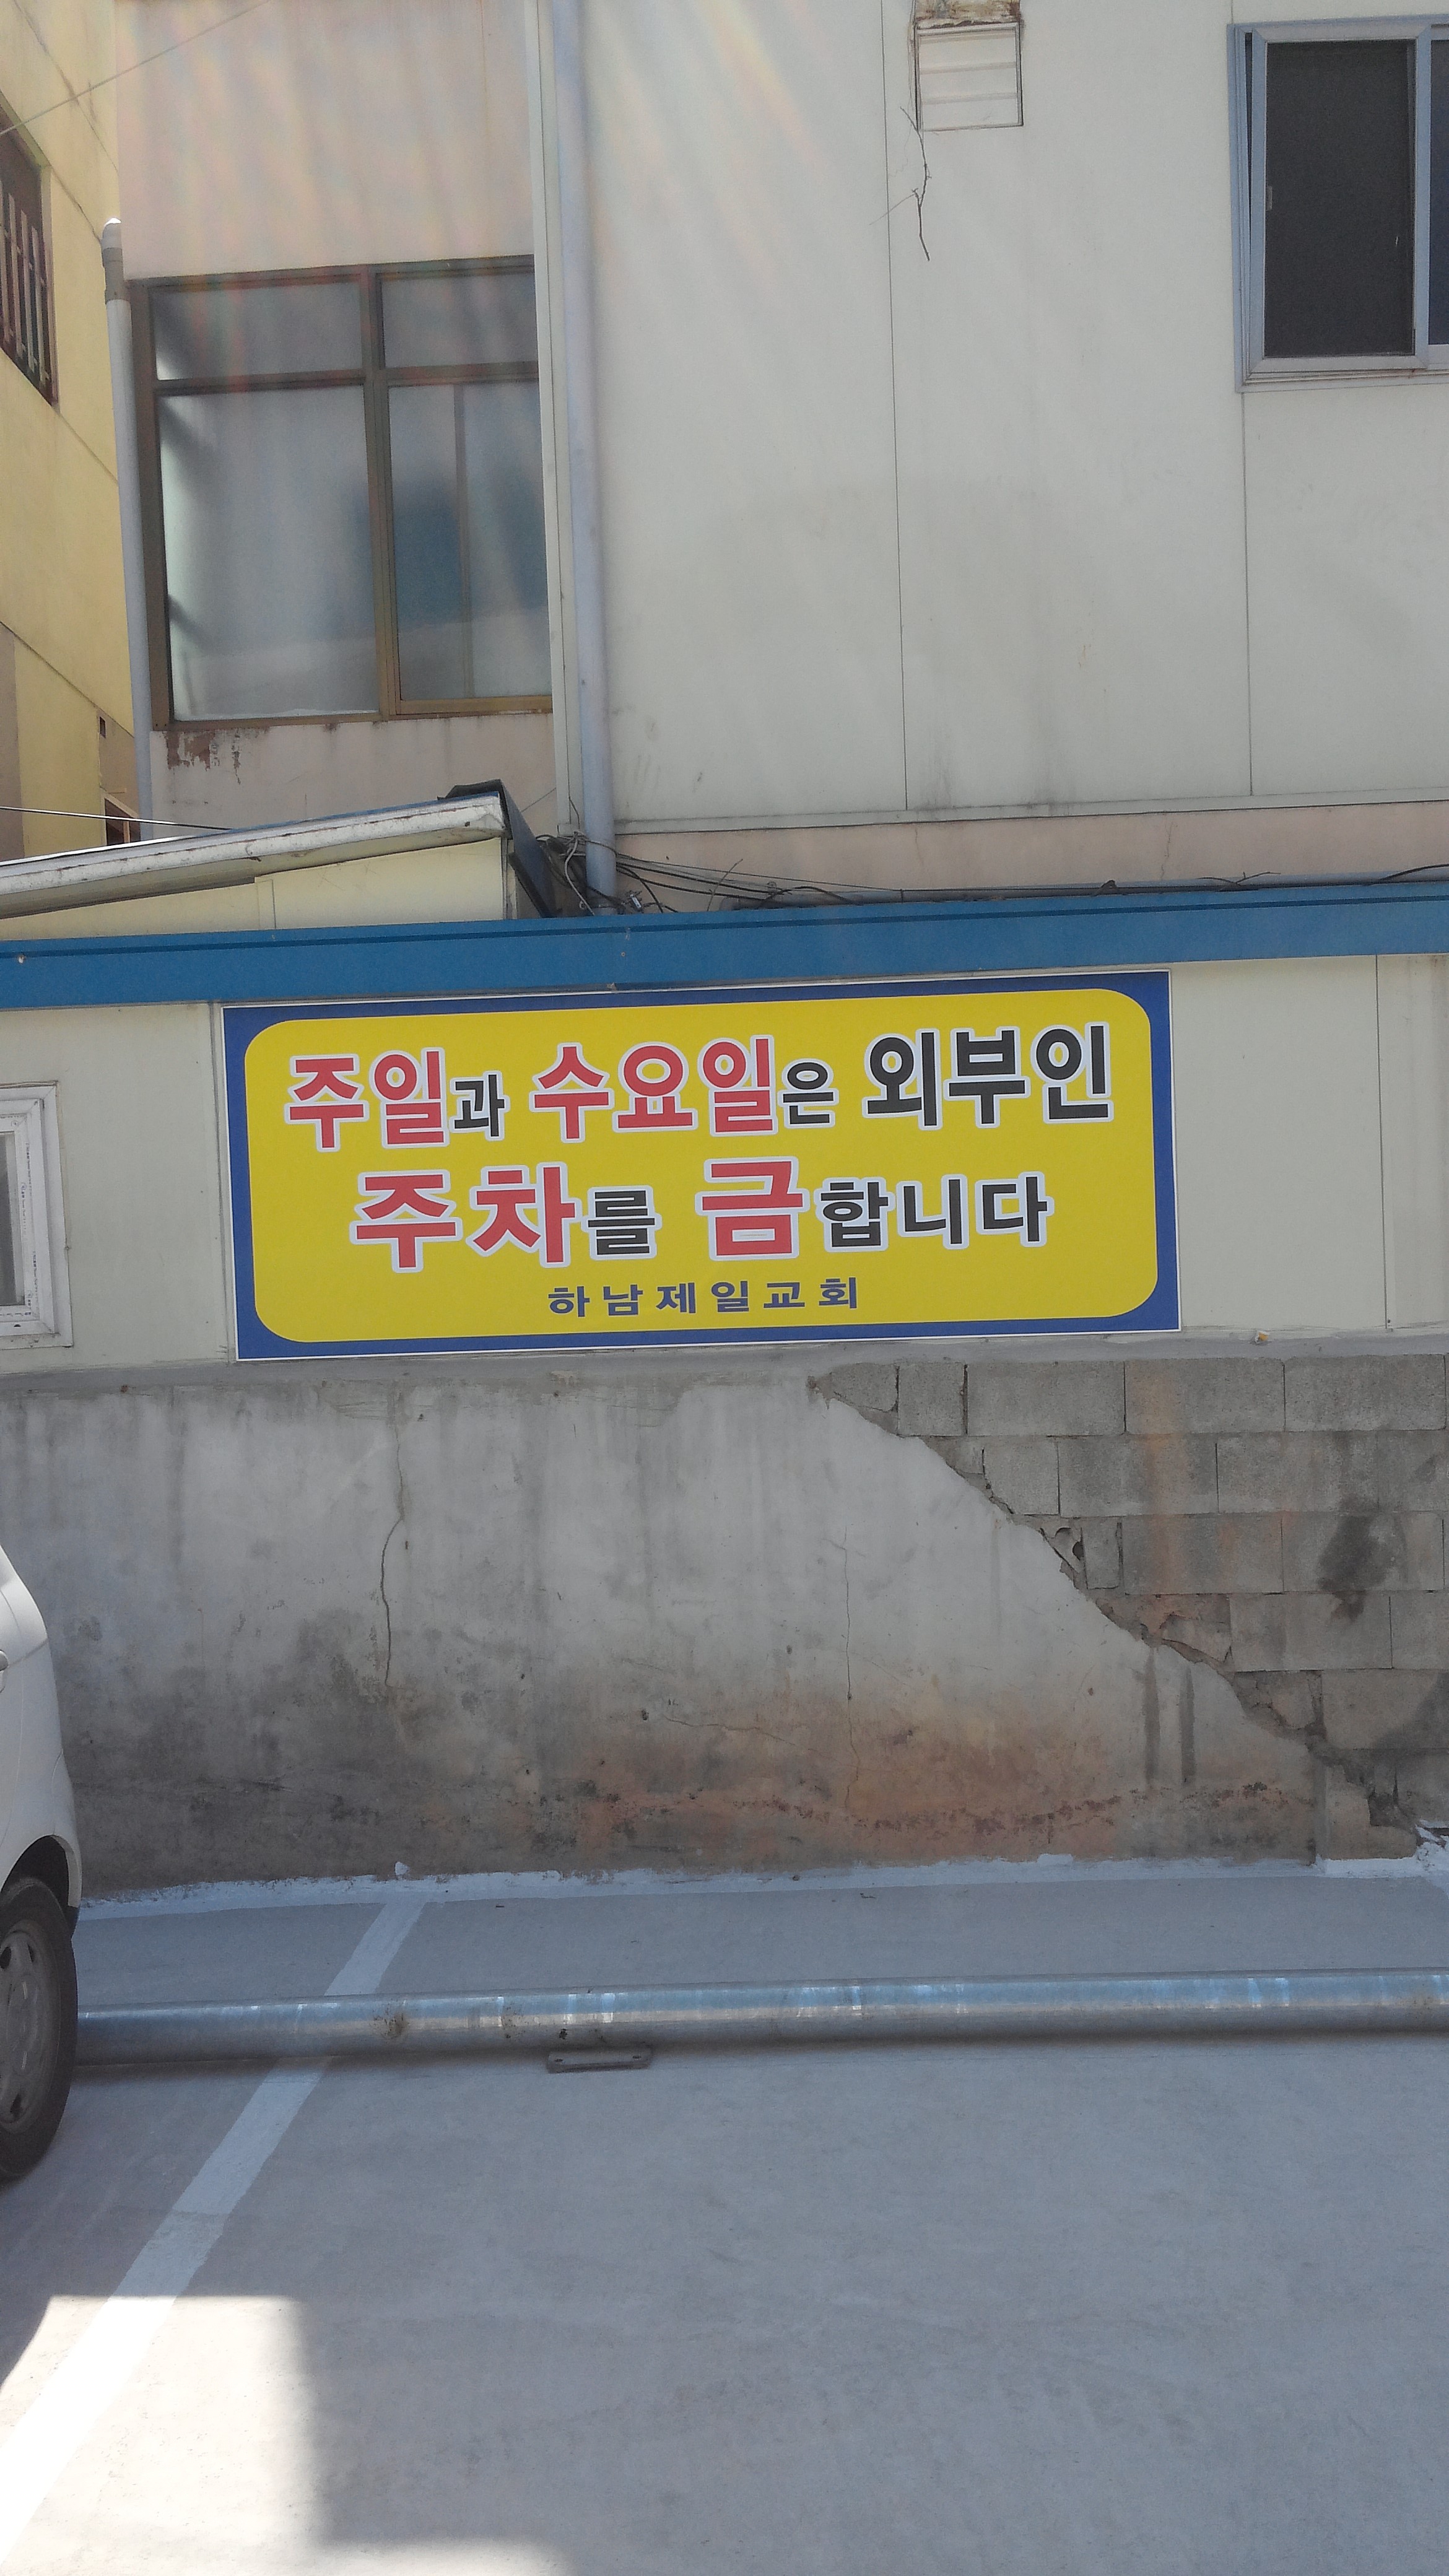 주일과 수요일은 외부인
주차를 금합니다
하남제일교회